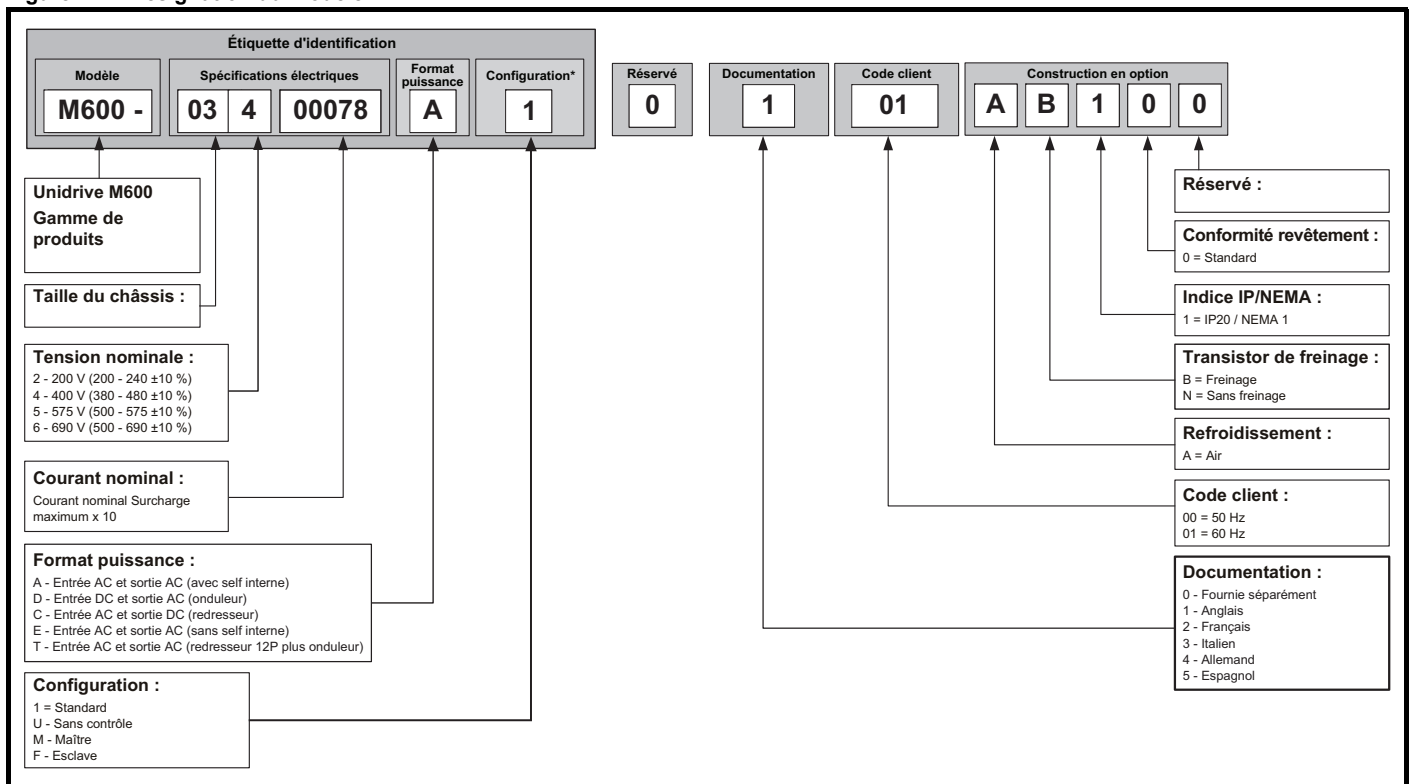 Étiquette d'identification
Modèle
Spécifications électriques
Format
puissance
Configuration*
Réservé
Documentation
Code client
Construction en option
M600 -
03
4
00078
A
1
0
1
01
A
B
1
0
0
Unidrive M600
Gamme de
produits
Taille du châssis :
Tension nominale :
2 - 200 V (200 - 240 ±10 %)
4 - 400 V (380 - 480 ±10 %)
5 - 575 V (500 - 575 ±10 %)
6 - 690 V (500 - 690 ±10 %)
Courant nominal :
Courant nominal Surcharge
maximum x 10
Format puissance :
A - Entrée AC et sortie AC (avec self interne)
D - Entrée DC et sortie AC (onduleur)
C - Entrée AC et sortie DC (redresseur)
E - Entrée AC et sortie AC (sans self interne)
T - Entrée AC et sortie AC (redresseur 12P plus onduleur)
Configuration :
1 = Standard
U - Sans contrôle
M - Maître
F - Esclave
Réservé :
Conformité revêtement :
0 = Standard
Indice IP/NEMA :
1 = IP20 / NEMA 1
Transistor de freinage :
B = Freinage
N = Sans freinage
Refroidissement :
A = Air
Code client :
00 = 50 Hz
01 = 60 Hz
Documentation :
0 - Fournie séparément
1 - Anglais
2 - Français
3 - Italien
4 - Allemand
5 - Espagnol